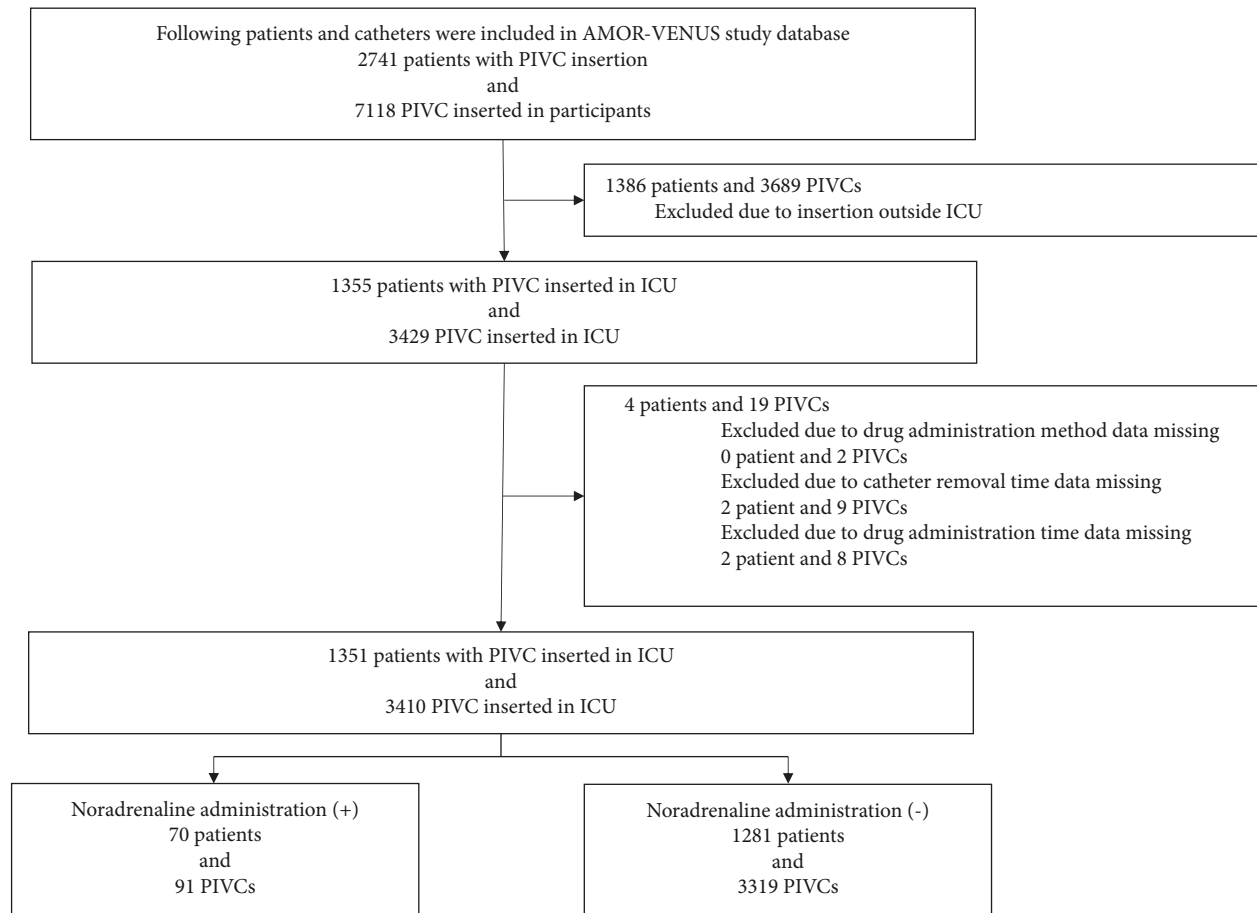 Following patients and catheters were included in AMOR-VENUS study database
2741 patients with PIVC insertion
and
7118 PIVC inserted in participants
1386 patients and 3689 PIVCs
Excluded due to insertion outside ICU
1355 patients with PIVC inserted in ICU
and
3429 PIVC inserted in ICU
4 patients and 19 PIVCs
Excluded due to drug administration method data missing
0 patient and 2 PIVCs
Excluded due to catheter removal time data missing
2 patient and 9 PIVCs
Excluded due to drug administration time data missing
2 patient and 8 PIVCs
1351 patients with PIVC inserted in ICU
and
3410 PIVC inserted in ICU
Noradrenaline administration (+)
70 patients
and
91 PIVCs
Noradrenaline administration (-)
1281 patients
and
3319 PIVCs